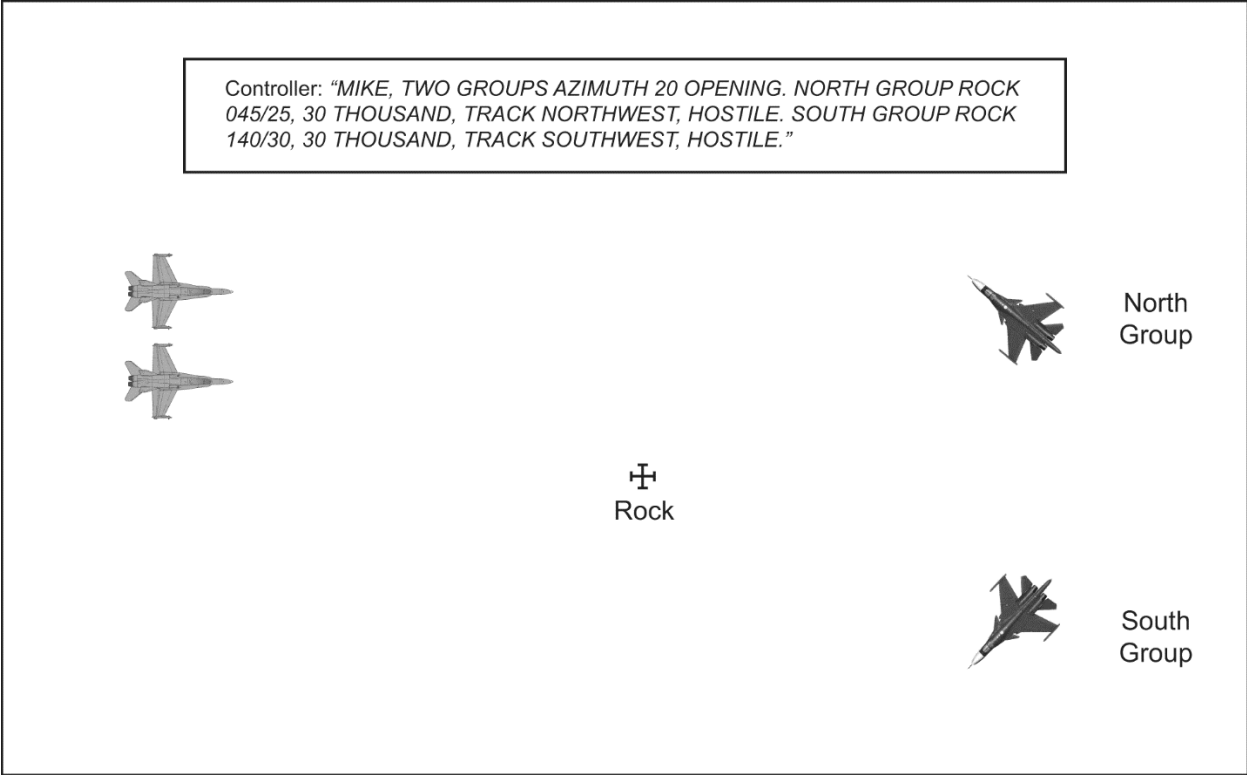 Controller: “MIKE, TWO GROUPS AZIMUTH 20 OPENING. NORTH GROUP ROCK
045/25, 30 THOUSAND, TRACK NORTHWEST, HOSTILE. SOUTH GROUP ROCK
140/30, 30 THOUSAND, TRACK SOUTHWEST, HOSTILE.”
North
Group
Rock
South
Group